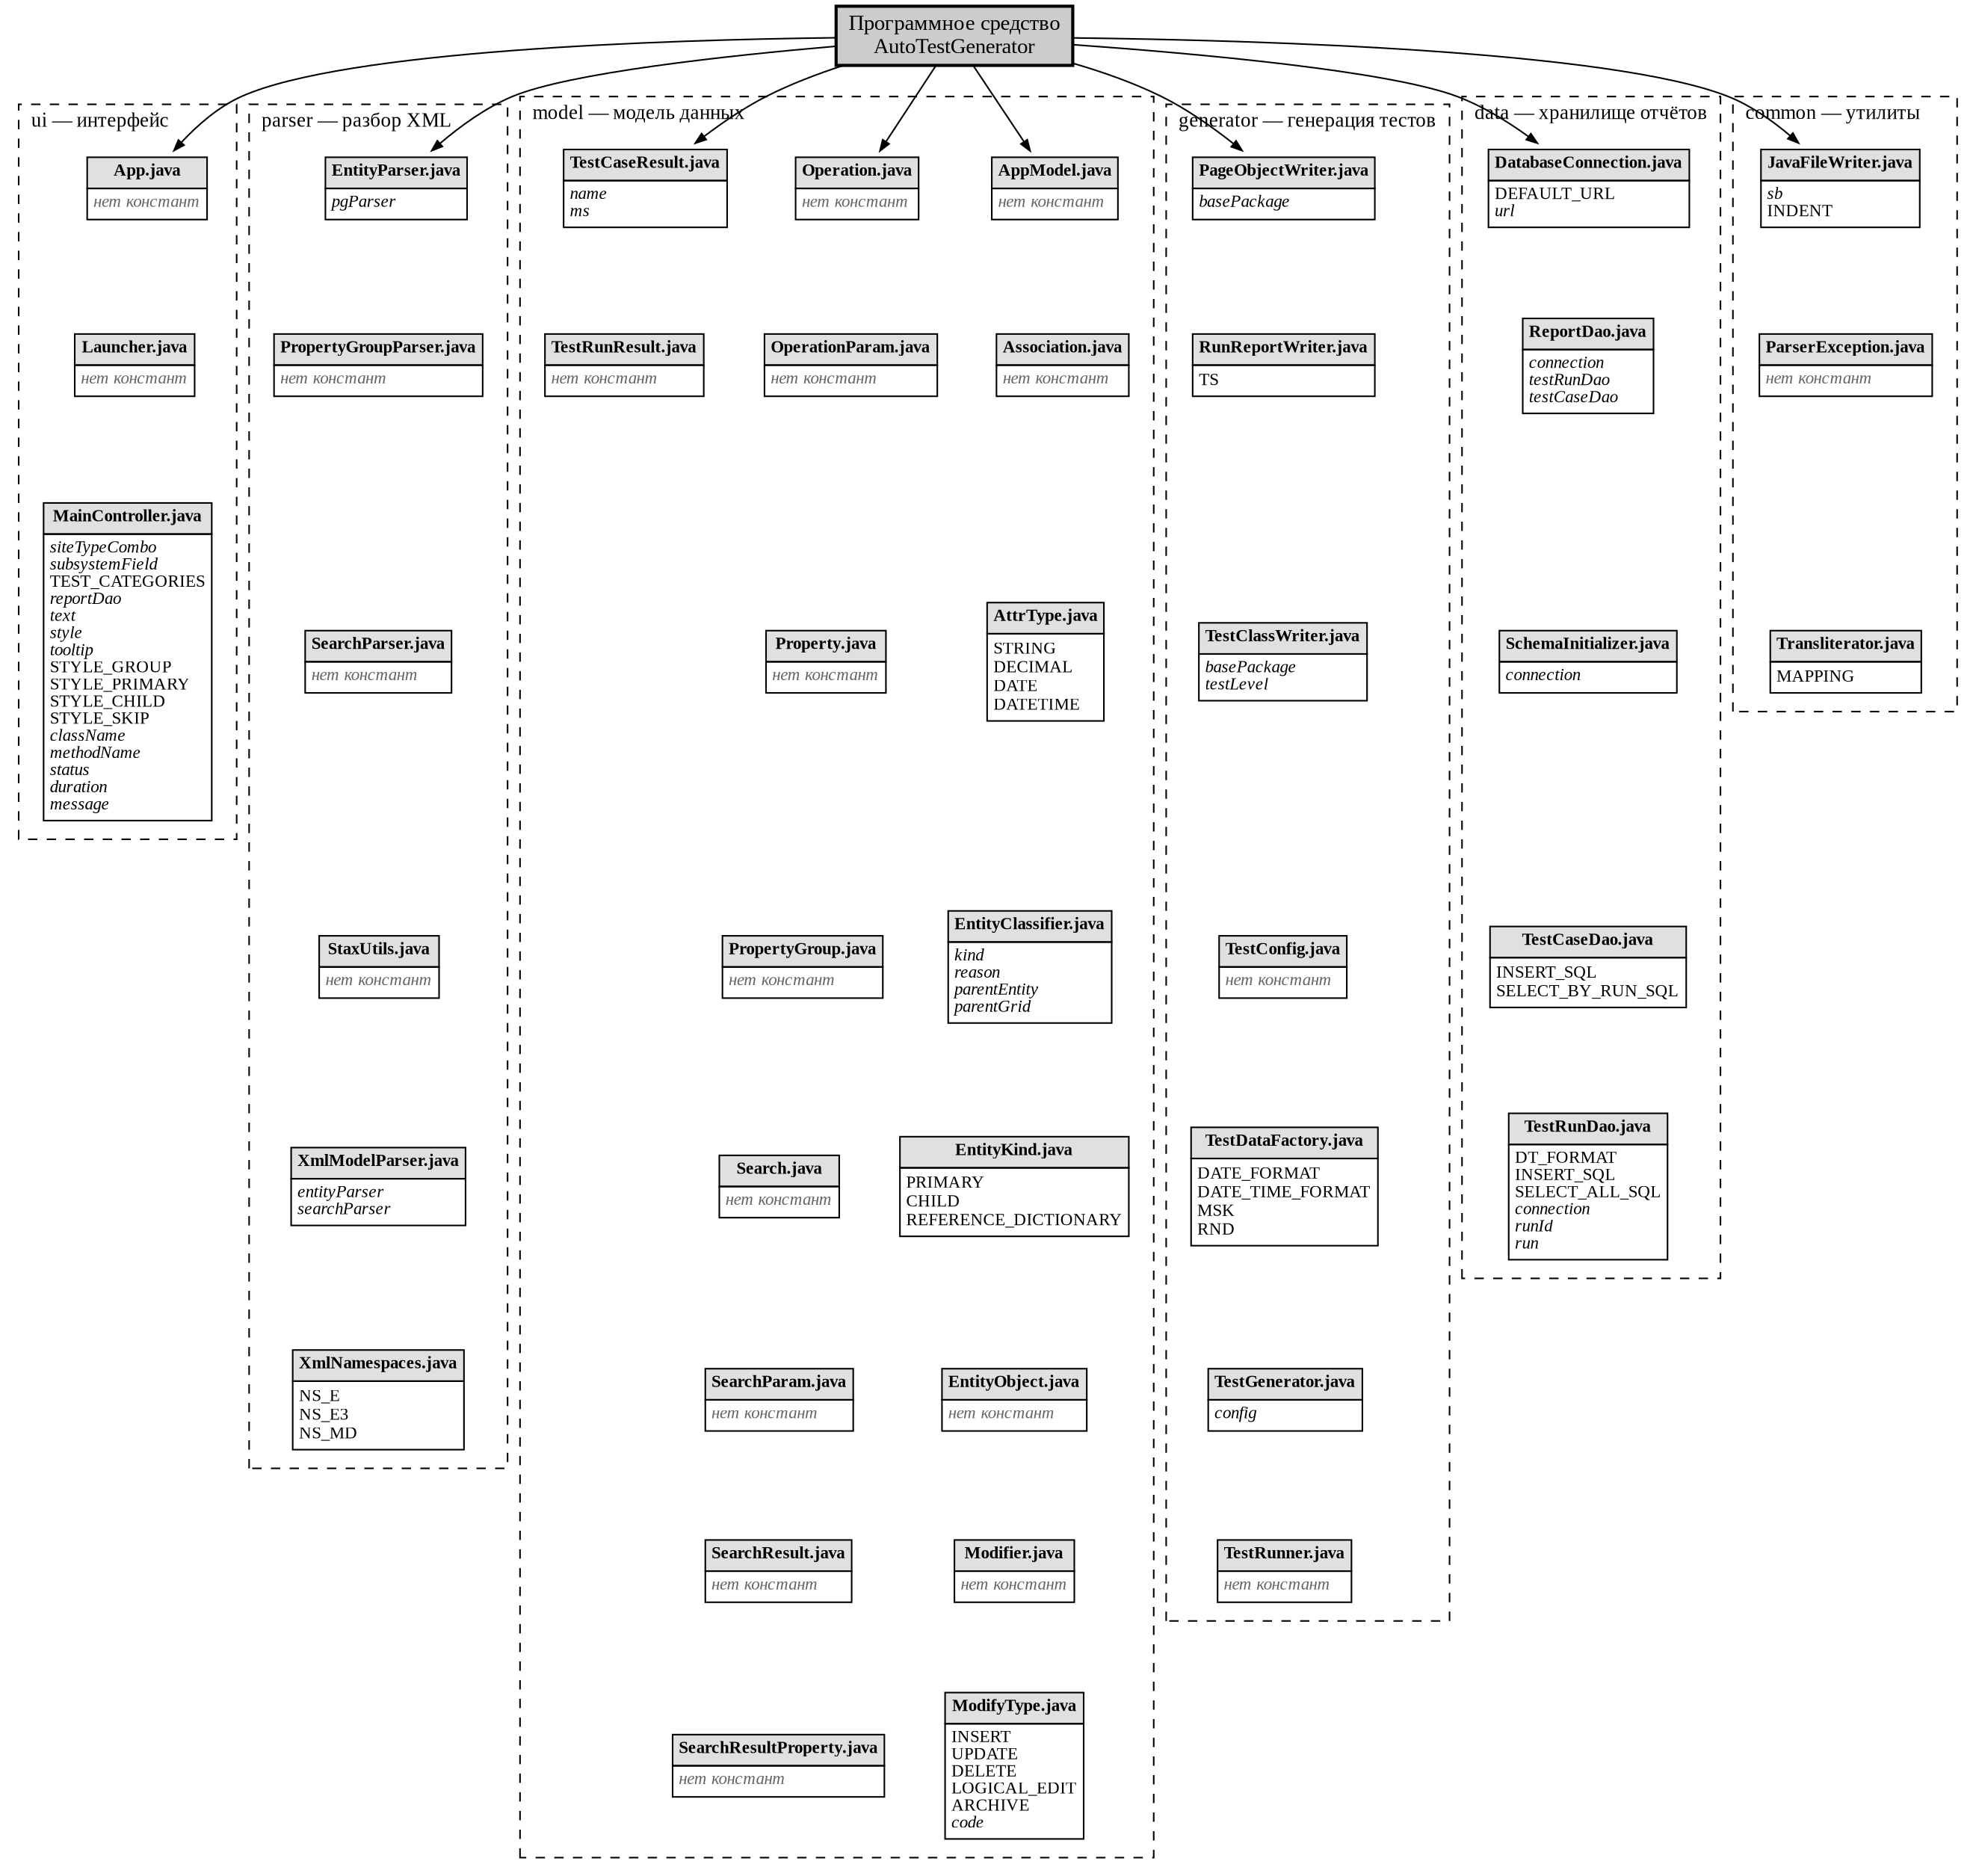 Программное средство
AutoTestGenerator
ui — интерфейс
App.java
нет констант
Launcher.java
нет констант
MainController.java
siteTypeCombo
subsystemField
TEST_CATEGORIES
reportDao
text
style
tooltip
STYLE_GROUP
STYLE_PRIMARY
STYLE_CHILD
STYLE_SKIP
className
methodName
status
duration
message
parser — разбор XML
EntityParser.java
pgParser
PropertyGroupParser.java
нет констант
SearchParser.java
нет констант
StaxUtils.java
нет констант
XmlModelParser.java
entityParser
searchParser
XmlNamespaces.java
NS_E
NS_E3
NS_MD
model — модель данных
TestCaseResult.java
name
ms
TestRunResult.java
нет констант
Operation.java
нет констант
OperationParam.java
нет констант
Property.java
нет констант
PropertyGroup.java
нет констант
Search.java
нет констант
SearchParam.java
нет констант
SearchResult.java
нет констант
SearchResultProperty.java
нет констант
AppModel.java
нет констант
Association.java
нет констант
AttrType.java
STRING
DECIMAL
DATE
DATETIME
EntityClassifier.java
kind
reason
parentEntity
parentGrid
EntityKind.java
PRIMARY
CHILD
REFERENCE_DICTIONARY
EntityObject.java
нет констант
Modifier.java
нет констант
ModifyType.java
INSERT
UPDATE
DELETE
LOGICAL_EDIT
ARCHIVE
code
generator — генерация тестов
PageObjectWriter.java
basePackage
RunReportWriter.java
TS
TestClassWriter.java
basePackage
testLevel
TestConfig.java
нет констант
TestDataFactory.java
DATE_FORMAT
DATE_TIME_FORMAT
MSK
RND
TestGenerator.java
config
TestRunner.java
нет констант
data — хранилище отчётов
DatabaseConnection.java
DEFAULT_URL
url
ReportDao.java
connection
testRunDao
testCaseDao
SchemaInitializer.java
connection
TestCaseDao.java
INSERT_SQL
SELECT_BY_RUN_SQL
TestRunDao.java
DT_FORMAT
INSERT_SQL
SELECT_ALL_SQL
connection
runId
run
common — утилиты
JavaFileWriter.java
sb
INDENT
ParserException.java
нет констант
Transliterator.java
MAPPING